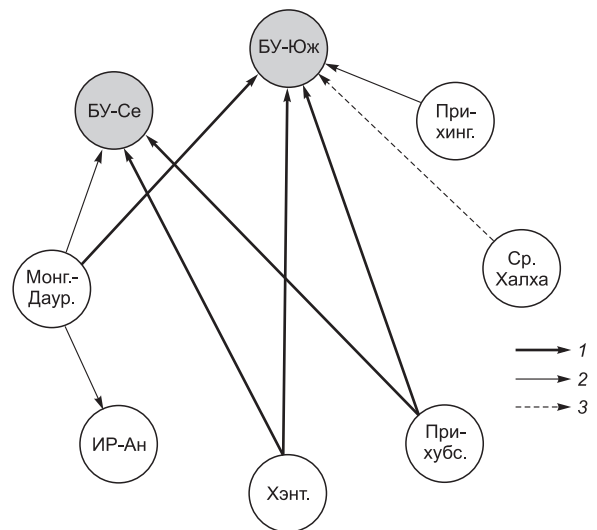 БУ-Юж
БУ-Се
При-
хинг.
Ср.
Халха
Монг.-
Даур.
1
2
3
ИР-Ан
При-
хубс.
Хэнт.